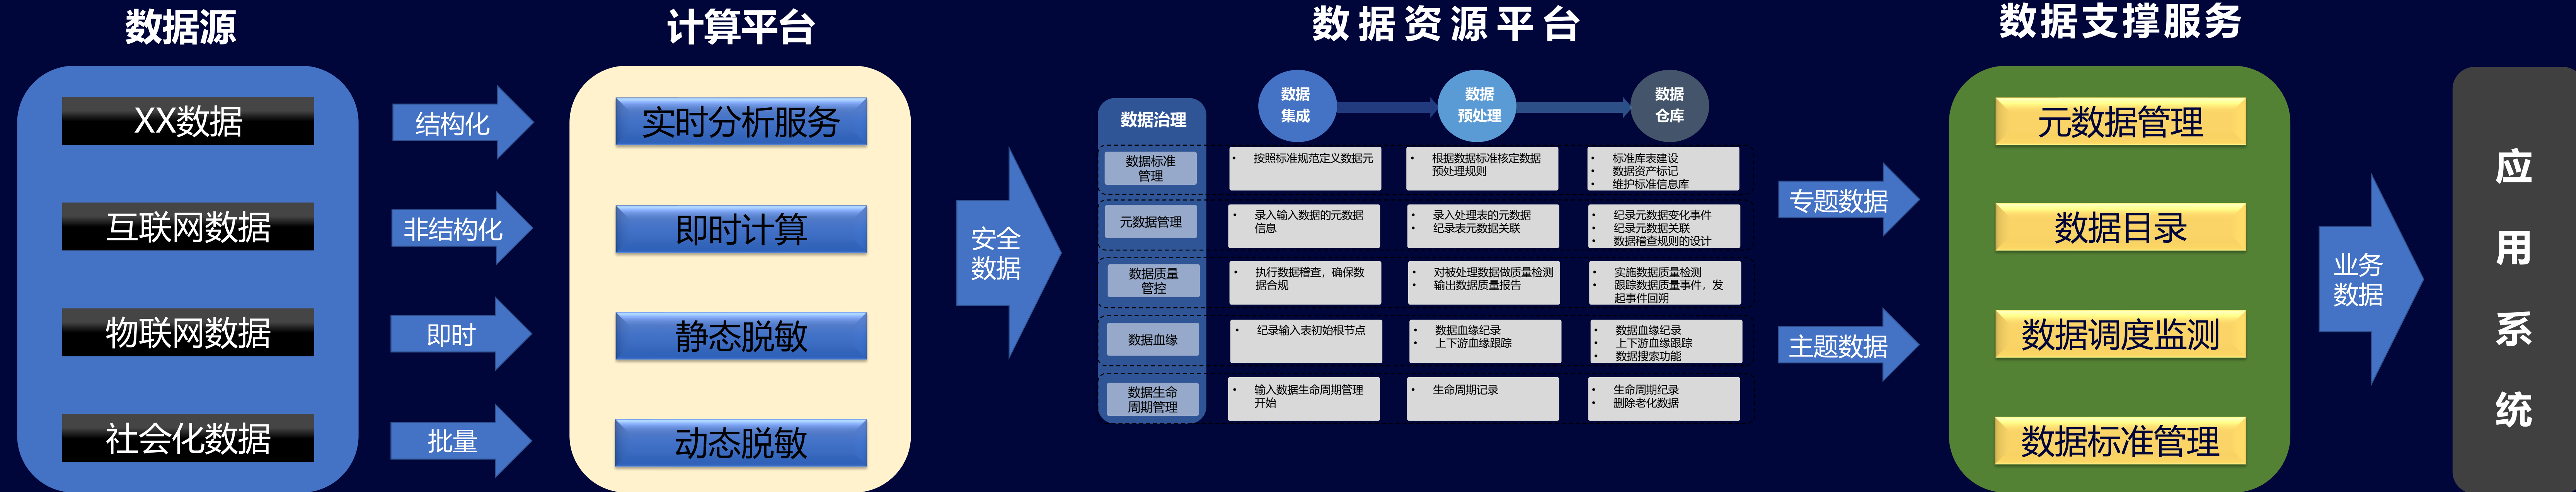 数据源
计算平台
数据资源平台
数据支撑服务
XX数据
互联网数据
物联网数据
社会化数据
结构化
非结构化
即时
批量
实时分析服务
即时计算
静态脱敏
动态脱敏
安全
数据
数据治理
数据
集成
数据
预处理
数据
仓库
数据标准
管理
• 按照标准规范定义数据元
• 根据数据标准核定数据
预处理规则
• 标准库表建设
• 数据资产标记
• 维护标准信息库
元数据管理
• 录入输入数据的元数据
信息
• 录入处理表的元数据
• 纪录表元数据关联
• 纪录元数据变化事件
• 纪录元数据关联
• 数据稽查规则的设计
数据质量
管控
• 执行数据稽查，确保数
据合规
• 对被处理数据做质量检测
• 输出数据质量报告
• 实施数据质量检测
• 跟踪数据质量事件，发
起事件回朔
数据血缘
• 纪录输入表初始根节点
• 数据血缘纪录
• 上下游血缘跟踪
• 数据血缘纪录
• 上下游血缘跟踪
• 数据搜索功能
数据生命
周期管理
• 输入数据生命周期管理
开始
• 生命周期记录
• 生命周期纪录
• 删除老化数据
专题数据
主题数据
元数据管理
数据目录
数据调度监测
数据标准管理
业务
数据
应
用
系
统